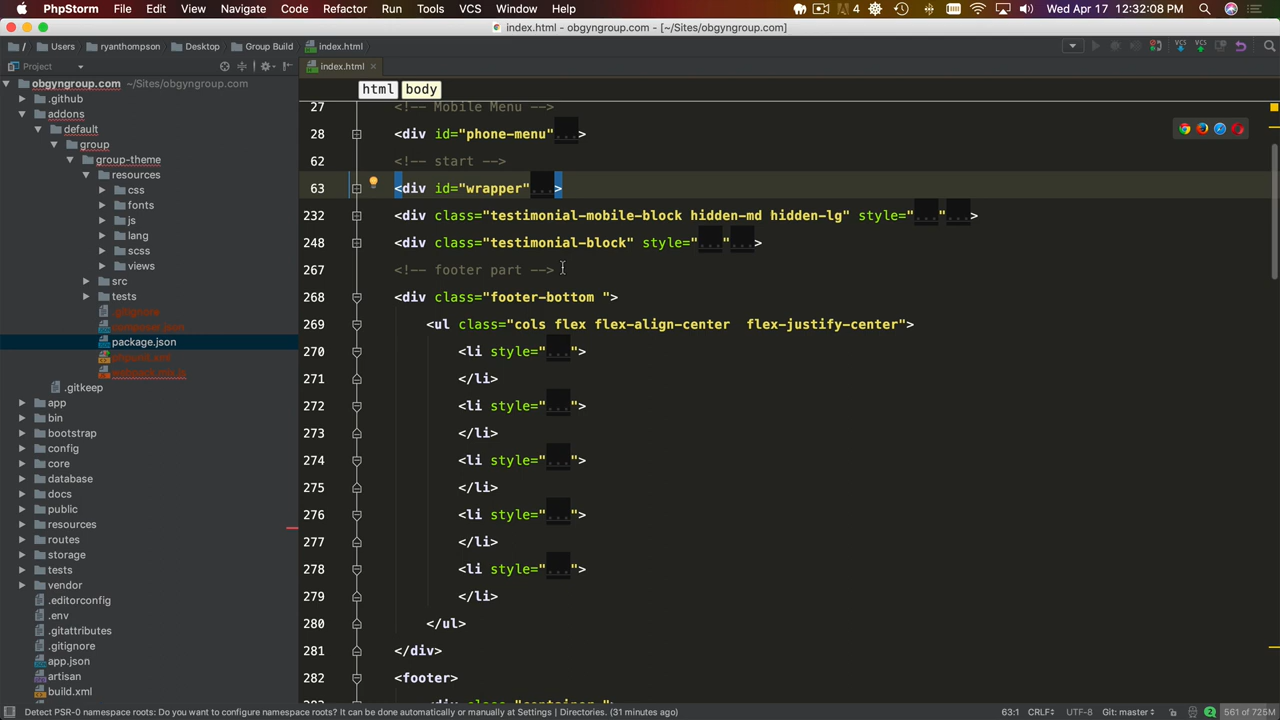 PhpStorm File Edit View Navigate Code Refactor Run Tools VCS Window Help 4 Wed Apr 17 12:32:08
index.html – obgyngroup.com [~/Sites/obgyngroup.com]
/ Users ryanthompson Desktop Group Build index.html
Project index.html
obgyngroup.com ~/Sites/obgyngroup.com
html body
.github
addons
default
group
group-theme
resources
css
fonts
js
lang
scss
views
src
tests
.gitignore
composer.json
package.json
phpunit.xml
webpack.mix.js
.gitkeep
app
bin
bootstrap
config
core
database
docs
public
resources
routes
storage
tests
vendor
.editorconfig
.env
.gitattributes
.gitignore
app.json
artisan
build.xml
27 <!-- Mobile Menu -->
28 <div id="phone-menu"...>
62 <!-- start -->
63 <div id="wrapper"...>
232 <div class="testimonial-mobile-block hidden-md hidden-lg" style="..."...>
248 <div class="testimonial-block" style="..."...>
267 <!-- footer part -->
268 <div class="footer-bottom ">
269 <ul class="cols flex flex-align-center  flex-justify-center">
270 <li style="...">
271 </li>
272 <li style="...">
273 </li>
274 <li style="...">
275 </li>
276 <li style="...">
277 </li>
278 <li style="...">
279 </li>
280 </ul>
281 </div>
282 <footer>
Detect PSR-0 namespace roots: Do you want to configure namespace roots? It can be done automatically or manually at Settings | Directories. (31 minutes ago) 63:1 CRLF UTF-8 Git: master 2 561 of 725M